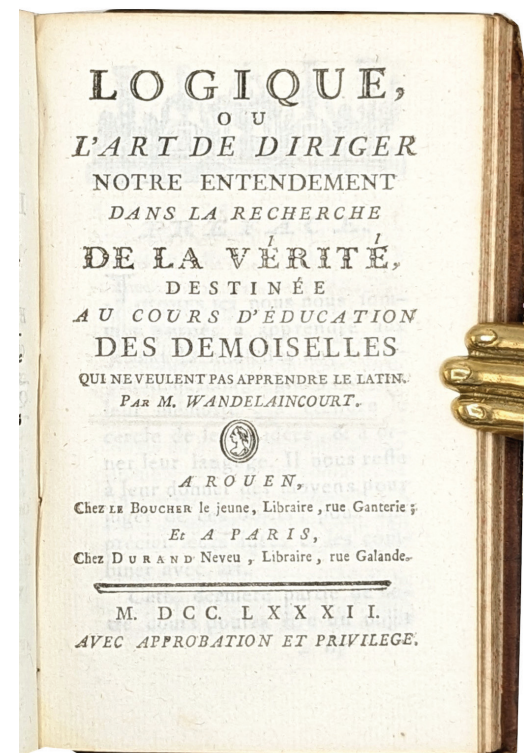 LOGIQUE,
OU
L'ART DE DIRIGER
NOTRE ENTENDEMENT
DANS LA RECHERCHE
DE LA VÉRITÉ,
DESTINÉE
AU COURS D'ÉDUCATION
DES DEMOISELLES
QUI NE VEULENT PAS APPRENDRE LE LATIN.
PAR M. WANDELAINCOURT.
A ROUEN,
Chez LE BOUCHER le jeune, Libraire, rue Ganterie;
Et A PARIS,
Chez DURAND Neveu, Libraire, rue Galande.
M. DCC. LXXXII.
AVEC APPROBATION ET PRIVILEGE.